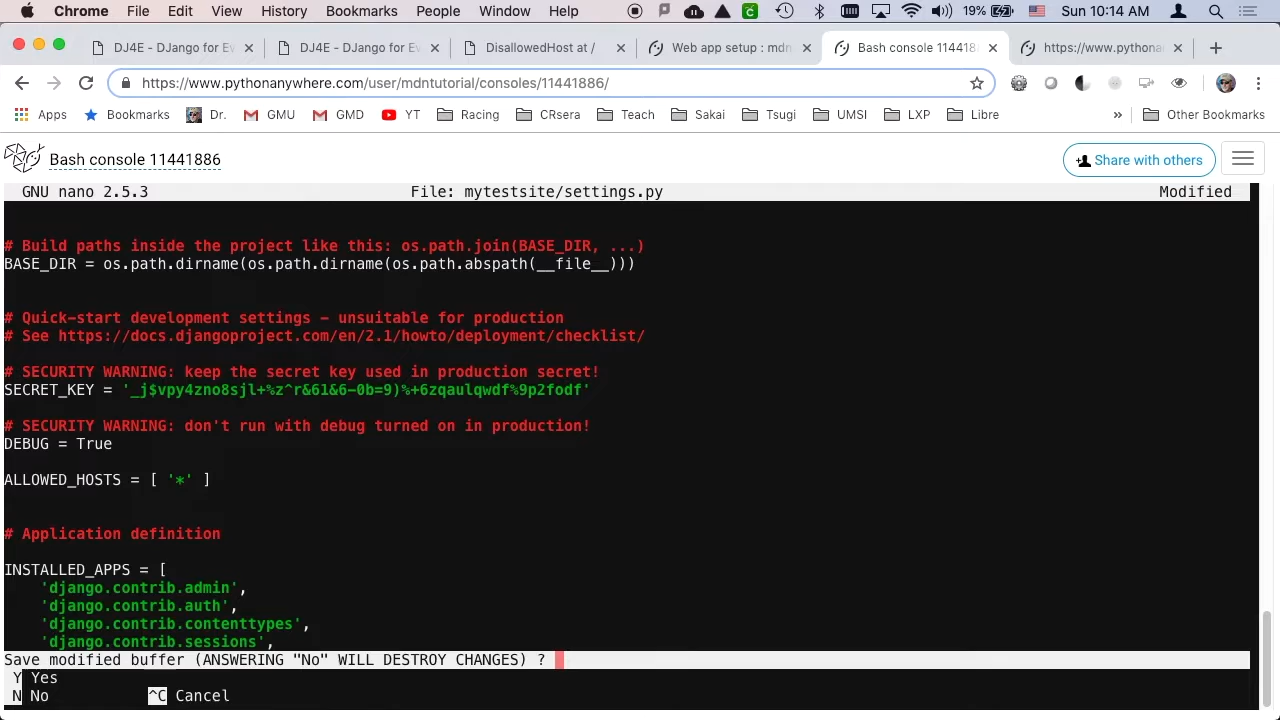 Chrome File Edit View History Bookmarks People Window Help 19% Sun 10:14 AM
DJ4E - DJango for Ev
DJ4E - DJango for Ev
DisallowedHost at /
Web app setup : mdn
Bash console 11441886
https://www.pythona
https://www.pythonanywhere.com/user/mdntutorial/consoles/11441886/
Apps Bookmarks Dr. GMU GMD YT Racing CRsera Teach Sakai Tsugi UMSI LXP Libre » Other Bookmarks
Bash console 11441886 Share with others
GNU nano 2.5.3 File: mytestsite/settings.py Modified
# Build paths inside the project like this: os.path.join(BASE_DIR, ...)
BASE_DIR = os.path.dirname(os.path.dirname(os.path.abspath(__file__)))
# Quick-start development settings - unsuitable for production
# See https://docs.djangoproject.com/en/2.1/howto/deployment/checklist/
# SECURITY WARNING: keep the secret key used in production secret!
SECRET_KEY = '_j$vpy4zno8sjl+%z^r&61&6-0b=9)%+6zqaulqwdf%9p2fodf'
# SECURITY WARNING: don't run with debug turned on in production!
DEBUG = True
ALLOWED_HOSTS = [ '*' ]
# Application definition
INSTALLED_APPS = [
'django.contrib.admin',
'django.contrib.auth',
'django.contrib.contenttypes',
'django.contrib.sessions',
Save modified buffer (ANSWERING "No" WILL DESTROY CHANGES) ?
Y Yes
N No ^C Cancel